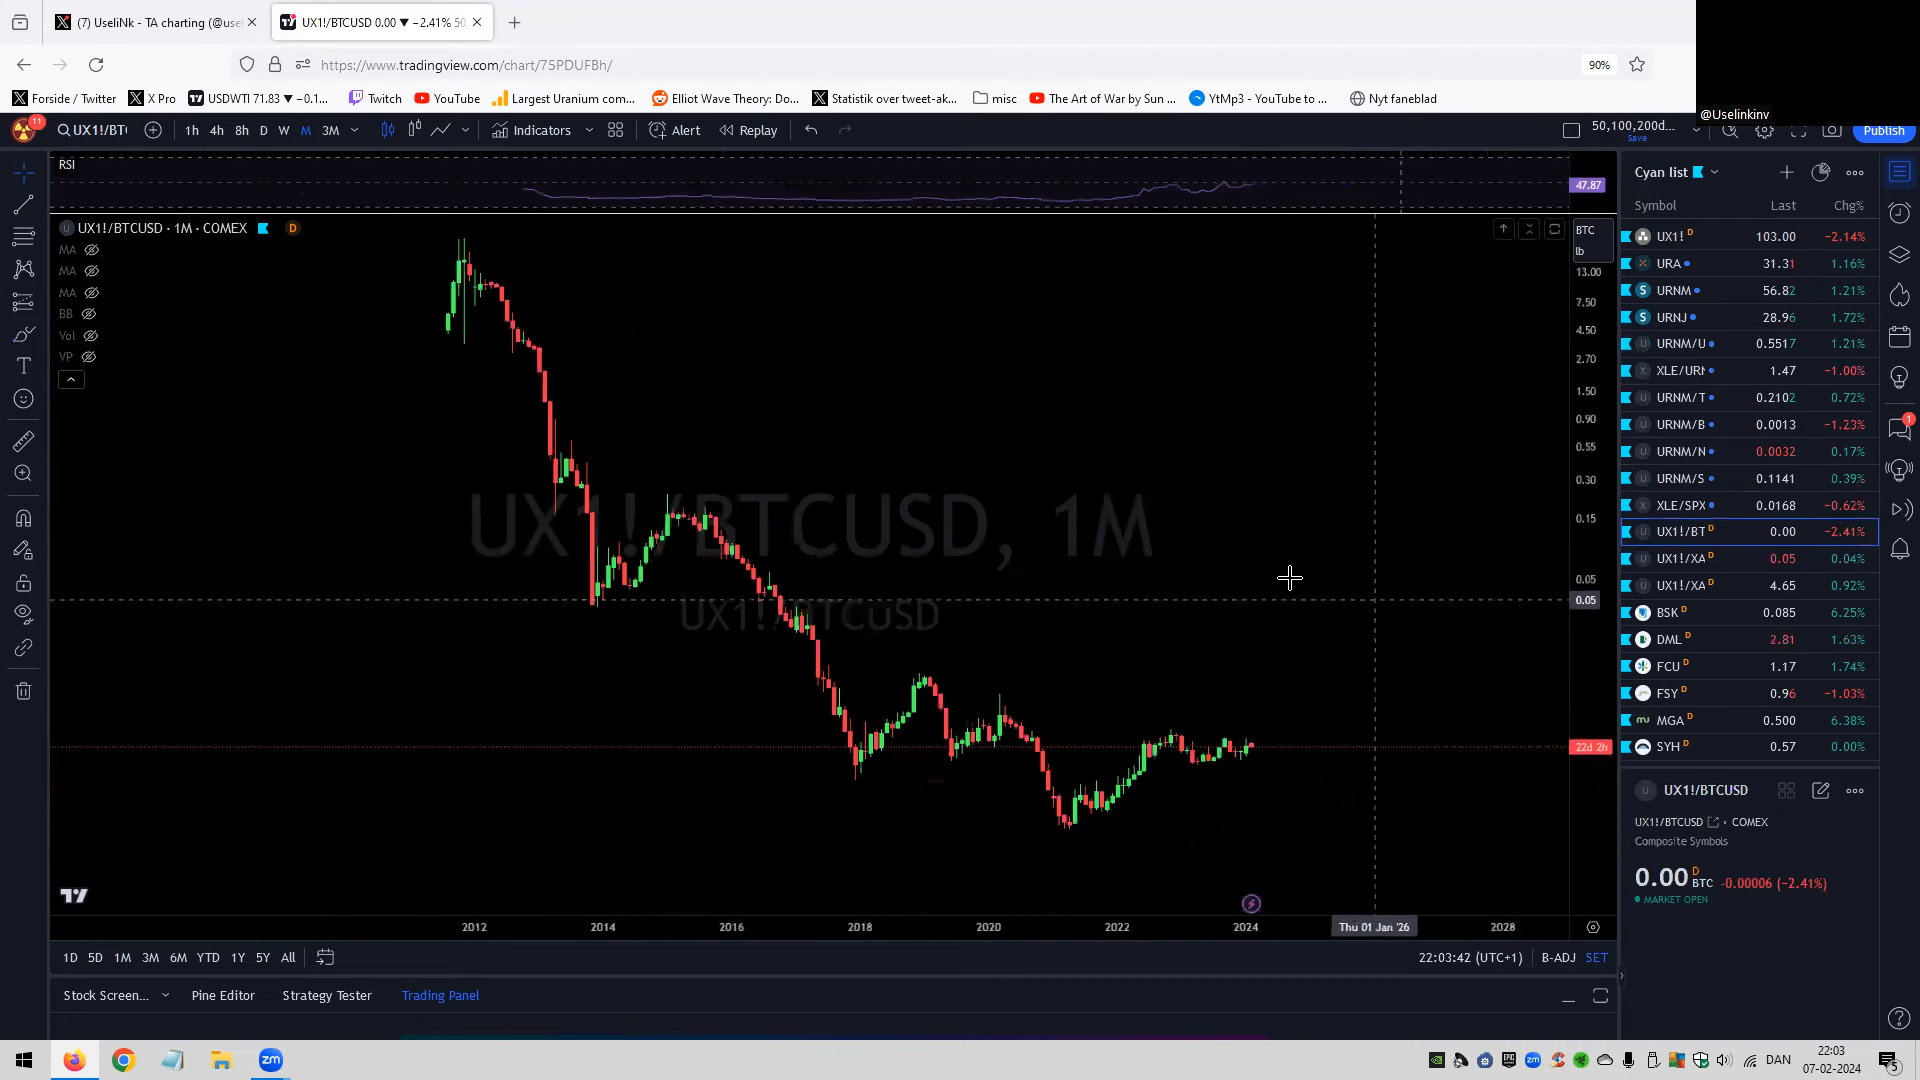 (7) UseliNk - TA charting (@use
UX1!/BTCUSD 0.00 ▼ −2.41% 50
https://www.tradingview.com/chart/75PDUFBh/
90%
Forside / Twitter
X Pro
USDWTI 71.83 ▼ −0.1...
Twitch
YouTube
Largest Uranium com...
Elliot Wave Theory: Do...
Statistik over tweet-ak...
misc
The Art of War by Sun ...
YtMp3 - YouTube to ...
Nyt faneblad
@Uselinkinv
11
UX1!/BT
1h 4h 8h D W M 3M
Indicators
Alert
Replay
50,100,200d...
Save
Publish
RSI
47.87
UX1!/BTCUSD · 1M · COMEX
D
MA
MA
MA
BB
Vol
VP
UX1!/BTCUSD, 1M
UX1!/BTCUSD
BTC
lb
13.00
7.50
4.50
2.70
1.50
0.90
0.55
0.30
0.15
0.05
0.05
22d 2h
2012 2014 2016 2018 2020 2022 2024 Thu 01 Jan '26 2028
1D 5D 1M 3M 6M YTD 1Y 5Y All
22:03:42 (UTC+1)
B-ADJ
SET
Stock Screen...
Pine Editor
Strategy Tester
Trading Panel
Cyan list
Symbol Last Chg%
UX1! D 103.00 −2.14%
URA 31.31 1.16%
URNM 56.82 1.21%
URNJ 28.96 1.72%
URNM/U 0.5517 1.21%
XLE/URN 1.47 −1.00%
URNM/T 0.2102 0.72%
URNM/B 0.0013 −1.23%
URNM/N 0.0032 0.17%
URNM/S 0.1141 0.39%
XLE/SPX 0.0168 −0.62%
UX1!/BT D 0.00 −2.41%
UX1!/XA D 0.05 0.04%
UX1!/XA D 4.65 0.92%
BSK D 0.085 6.25%
DML D 2.81 1.63%
FCU D 1.17 1.74%
FSY D 0.96 −1.03%
MGA D 0.500 6.38%
SYH D 0.57 0.00%
1
UX1!/BTCUSD
UX1!/BTCUSD · COMEX
Composite Symbols
0.00 D BTC -0.00006 (−2.41%)
MARKET OPEN
zm
zm
DAN
22:03
07-02-2024
5